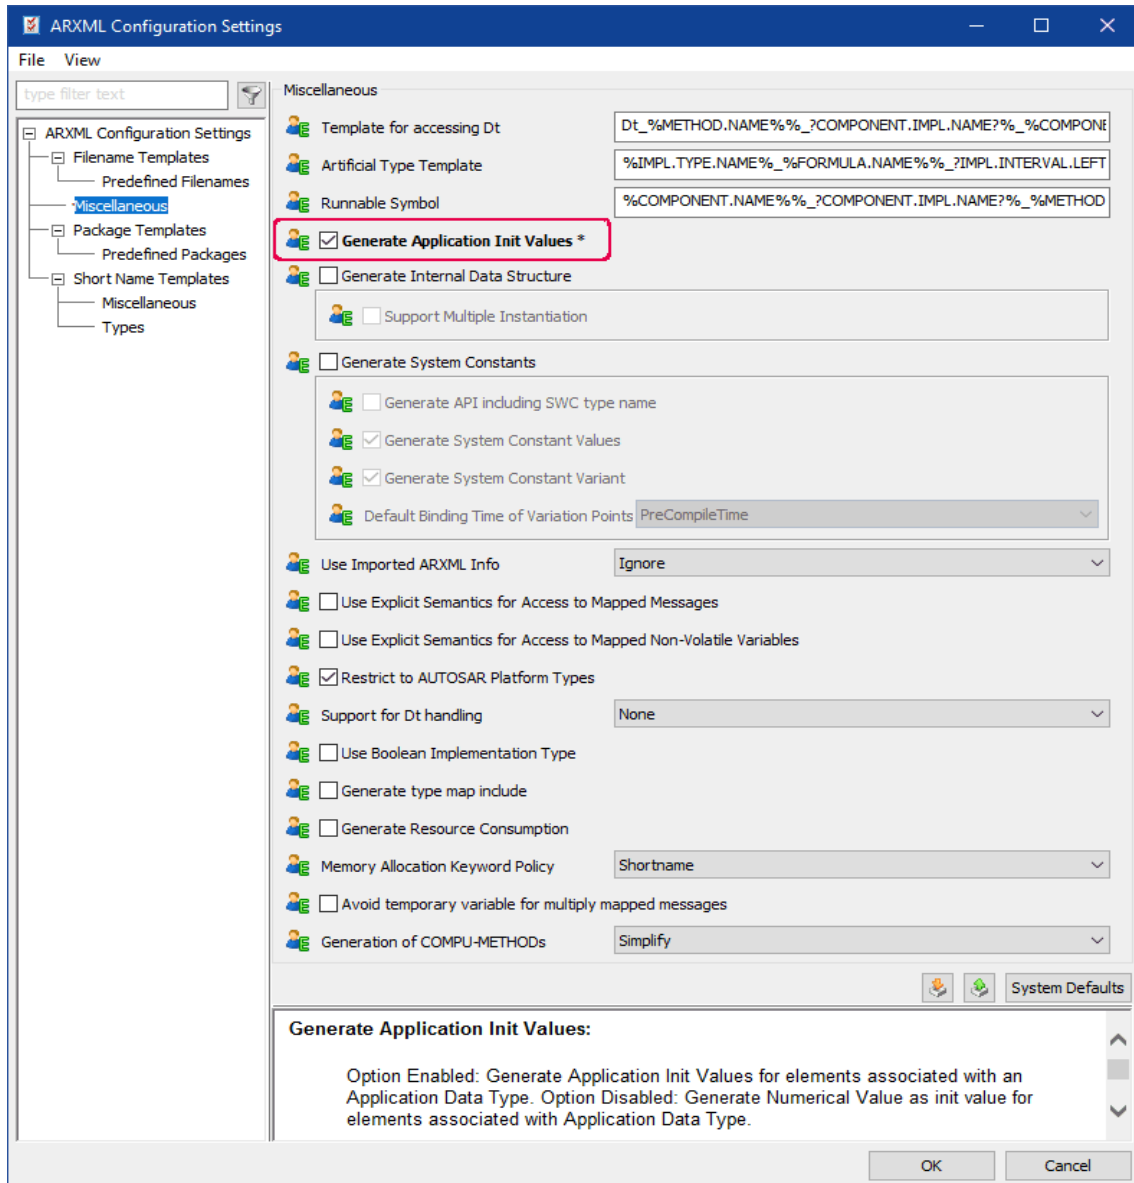 ARXML Configuration Settings
File View
type filter text
ARXML Configuration Settings
Filename Templates
Predefined Filenames
Miscellaneous
Package Templates
Predefined Packages
Short Name Templates
Miscellaneous
Types
Miscellaneous
Template for accessing Dt Dt_%METHOD.NAME%%_?COMPONENT.IMPL.NAME?%_%COMPONE
Artificial Type Template %IMPL.TYPE.NAME%_%FORMULA.NAME%%_?IMPL.INTERVAL.LEFT
Runnable Symbol %COMPONENT.NAME%%_?COMPONENT.IMPL.NAME?%_%METHOD
Generate Application Init Values *
Generate Internal Data Structure
Support Multiple Instantiation
Generate System Constants
Generate API including SWC type name
Generate System Constant Values
Generate System Constant Variant
Default Binding Time of Variation Points PreCompileTime
Use Imported ARXML Info Ignore
Use Explicit Semantics for Access to Mapped Messages
Use Explicit Semantics for Access to Mapped Non-Volatile Variables
Restrict to AUTOSAR Platform Types
Support for Dt handling None
Use Boolean Implementation Type
Generate type map include
Generate Resource Consumption
Memory Allocation Keyword Policy Shortname
Avoid temporary variable for multiply mapped messages
Generation of COMPU-METHODs Simplify
System Defaults
Generate Application Init Values:
Option Enabled: Generate Application Init Values for elements associated with an
Application Data Type. Option Disabled: Generate Numerical Value as init value for
elements associated with Application Data Type.
OK Cancel